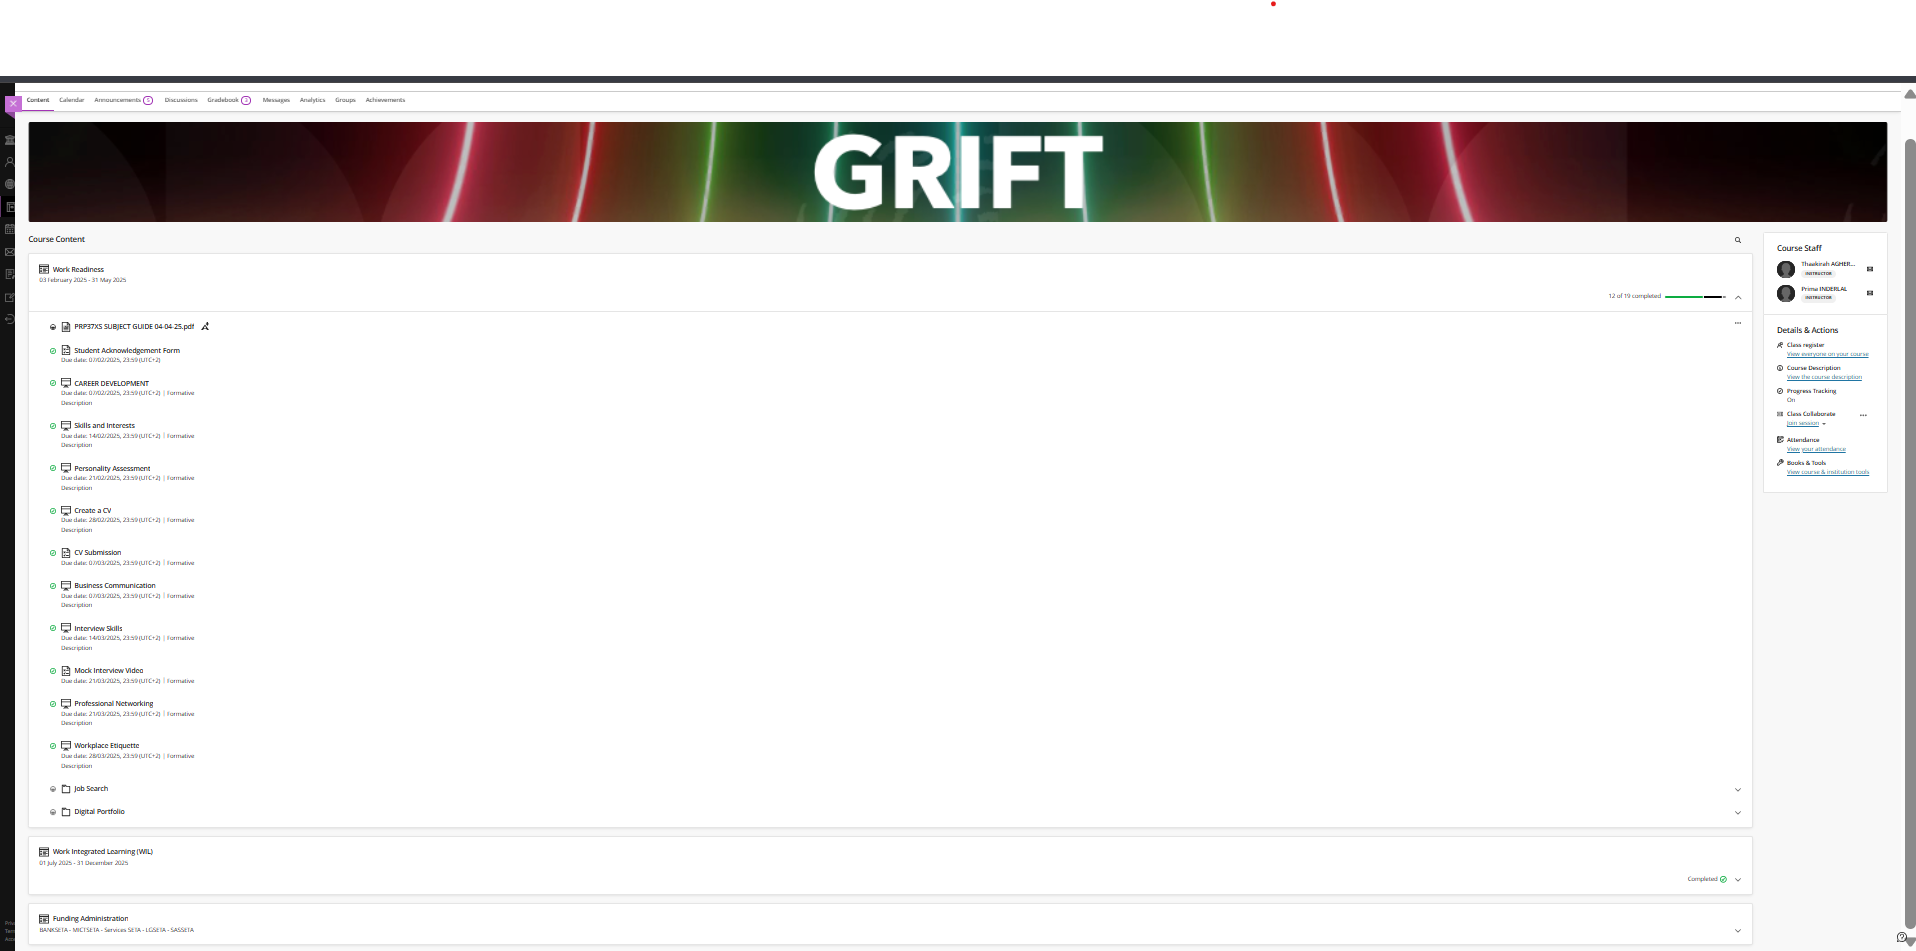 Content Calendar Announcements 5 Discussions Gradebook 3 Messages Analytics Groups Achievements
GRIFT
Course Content
Work Readiness
03 February 2025 - 31 May 2025
12 of 19 completed
PRP37XS SUBJECT GUIDE 04-04-25.pdf
Student Acknowledgement Form
Due date: 07/02/2025, 23:59 (UTC+2)
CAREER DEVELOPMENT
Due date: 07/02/2025, 23:59 (UTC+2) | Formative
Description
Skills and Interests
Due date: 14/02/2025, 23:59 (UTC+2) | Formative
Description
Personality Assessment
Due date: 21/02/2025, 23:59 (UTC+2) | Formative
Description
Create a CV
Due date: 28/02/2025, 23:59 (UTC+2) | Formative
Description
CV Submission
Due date: 07/03/2025, 23:59 (UTC+2) | Formative
Business Communication
Due date: 07/03/2025, 23:59 (UTC+2) | Formative
Description
Interview Skills
Due date: 14/03/2025, 23:59 (UTC+2) | Formative
Description
Mock Interview Video
Due date: 21/03/2025, 23:59 (UTC+2) | Formative
Professional Networking
Due date: 21/03/2025, 23:59 (UTC+2) | Formative
Description
Workplace Etiquette
Due date: 28/03/2025, 23:59 (UTC+2) | Formative
Description
Job Search
Digital Portfolio
Work Integrated Learning (WIL)
01 July 2025 - 31 December 2025
Completed
Funding Administration
BANKSETA - MICTSETA - Services SETA - LGSETA - SASSETA
Course Staff
Thaakirah AGHER...
INSTRUCTOR
Prima INDERLAL
INSTRUCTOR
Details & Actions
Class register
View everyone on your course
Course Description
View the course description
Progress Tracking
On
Class Collaborate
Join session
Attendance
View your attendance
Books & Tools
View course & institution tools